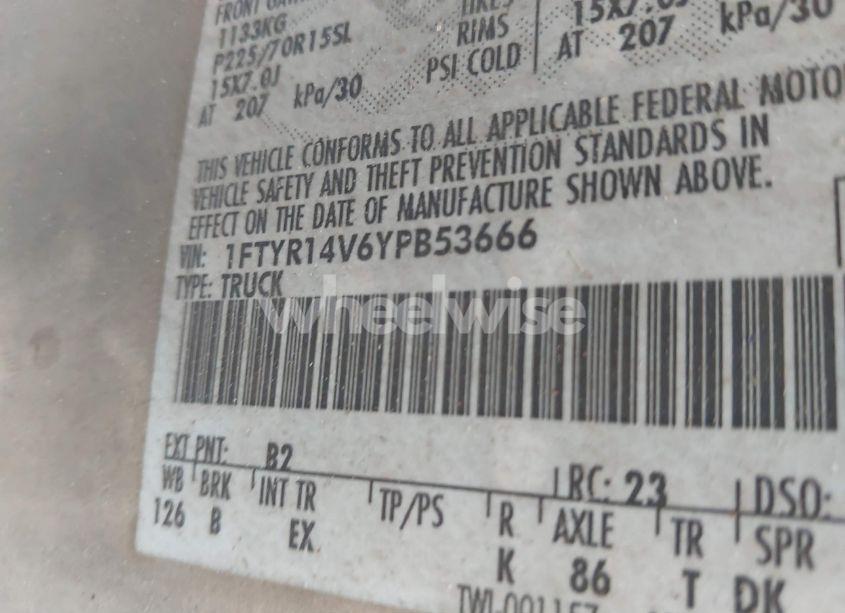 FRONT
1133KG
P225/70R15SL
15X7.0J
AT 207 kPa/30
RIMS 15X7.0J
PSI COLD AT 207 kPa/30
THIS VEHICLE CONFORMS TO ALL APPLICABLE FEDERAL MOTO
VEHICLE SAFETY AND THEFT PREVENTION STANDARDS IN
EFFECT ON THE DATE OF MANUFACTURE SHOWN ABOVE.
VIN: 1FTYR14V6YPB53666
TYPE: TRUCK
wheelwise
EXT PNT: B2 RC: 23 DSO:
WB BRK INT TR TP/PS R AXLE TR SPR
126 B EX K 86 T DK